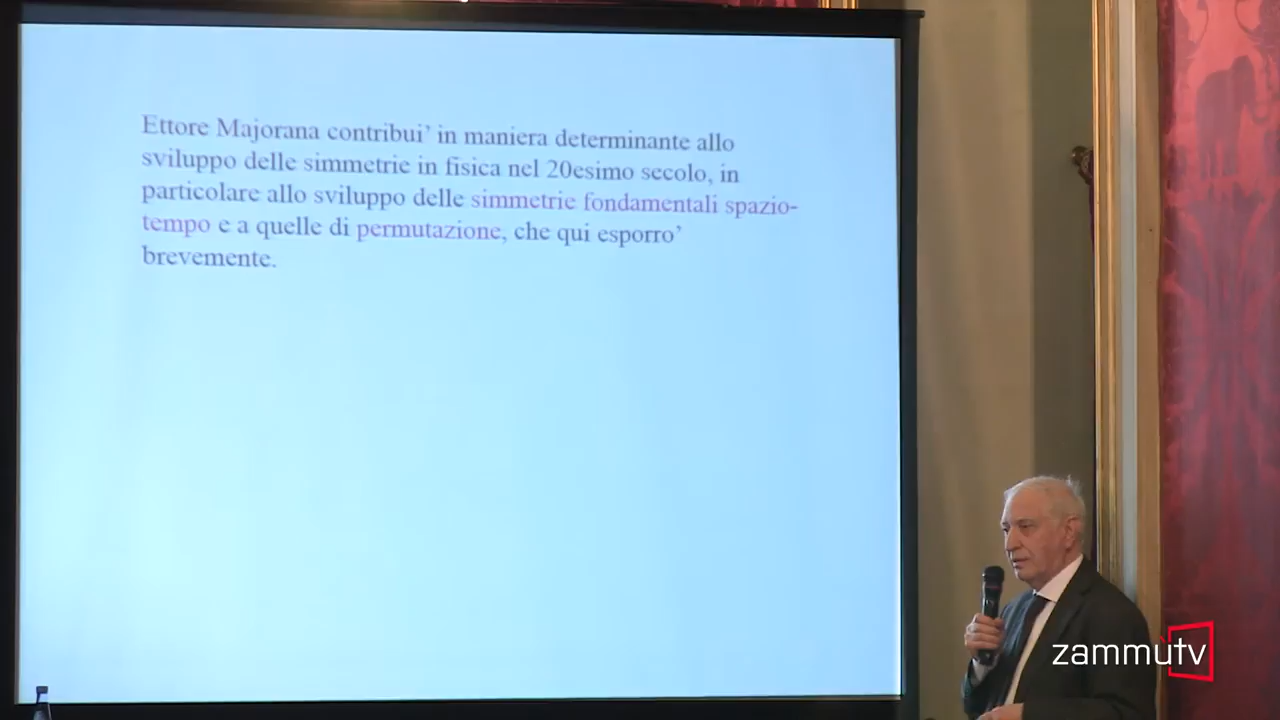 Ettore Majorana contribui' in maniera determinante allo
sviluppo delle simmetrie in fisica nel 20esimo secolo, in
particolare allo sviluppo delle simmetrie fondamentali spazio-
tempo e a quelle di permutazione, che qui esporro'
brevemente.
zammùtv